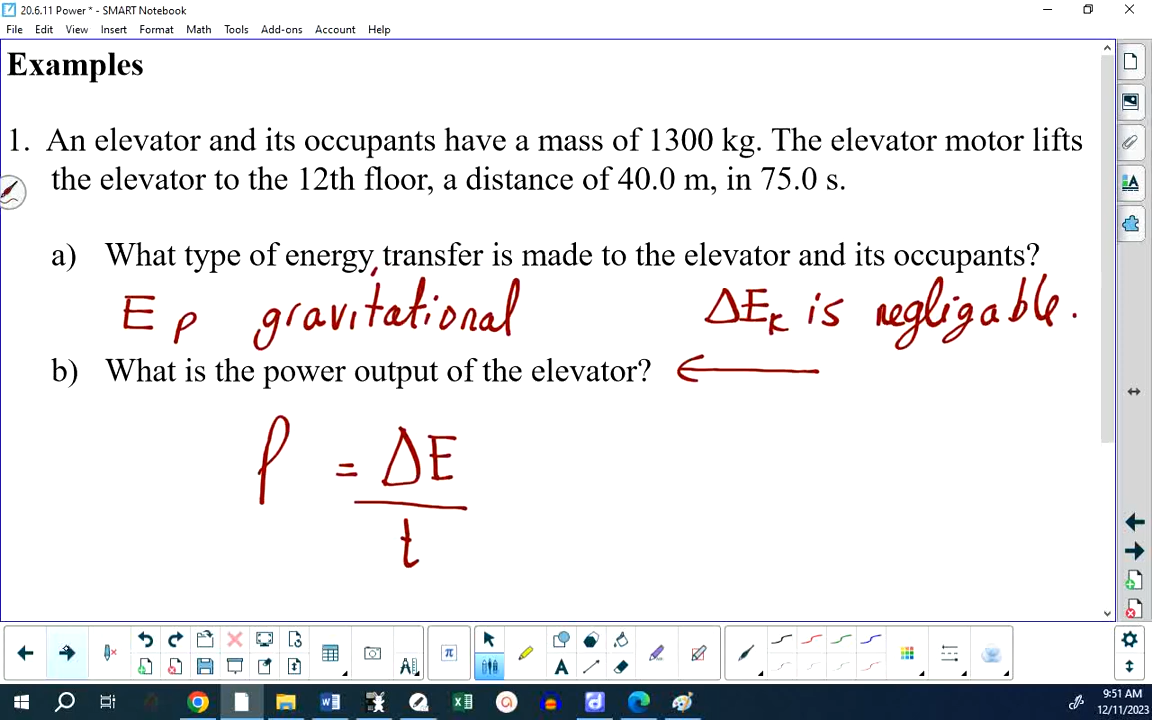 20.6.11 Power * - SMART Notebook
File Edit View Insert Format Math Tools Add-ons Account Help
Examples
1. An elevator and its occupants have a mass of 1300 kg. The elevator motor lifts
the elevator to the 12th floor, a distance of 40.0 m, in 75.0 s.
a) What type of energy transfer is made to the elevator and its occupants?
Ep gravitational ΔEk is negligable.
b) What is the power output of the elevator? ←
P = ΔE
t
9:51 AM
12/11/2023